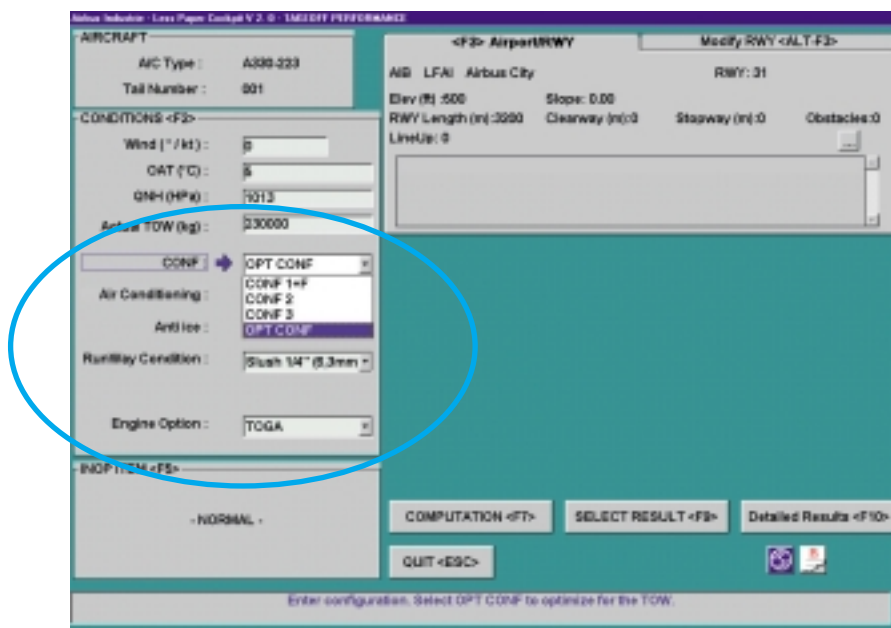 Airbus Industrie - Less Paper Cockpit V 2. 0 - TAKEOFF PERFORMANCE
AIRCRAFT
A/C Type : A330-223
Tail Number : 001
CONDITIONS <F2>
Wind (° / kt) : 0
OAT (°C) : 5
QNH (HPa) : 1013
Actual TOW (kg) : 230000
CONF : OPT CONF
CONF 1+F
CONF 2
CONF 3
OPT CONF
Air Conditioning :
Anti Ice :
RunWay Condition : Slush 1/4" (6,3mm
Engine Option : TOGA
INOP ITEM <F5>
- NORMAL -
<F3> Airport/RWY
Modify RWY <ALT-F3>
AIB LFAI Airbus City RWY: 31
Elev (ft) :500 Slope: 0.00
RWY Length (m):3200 Clearway (m):0 Stopway (m):0 Obstacles:0
LineUp: 0
...
COMPUTATION <F7>
SELECT RESULT <F9>
Detailed Results <F10>
QUIT <ESC>
Enter configuration. Select OPT CONF to optimize for the TOW.